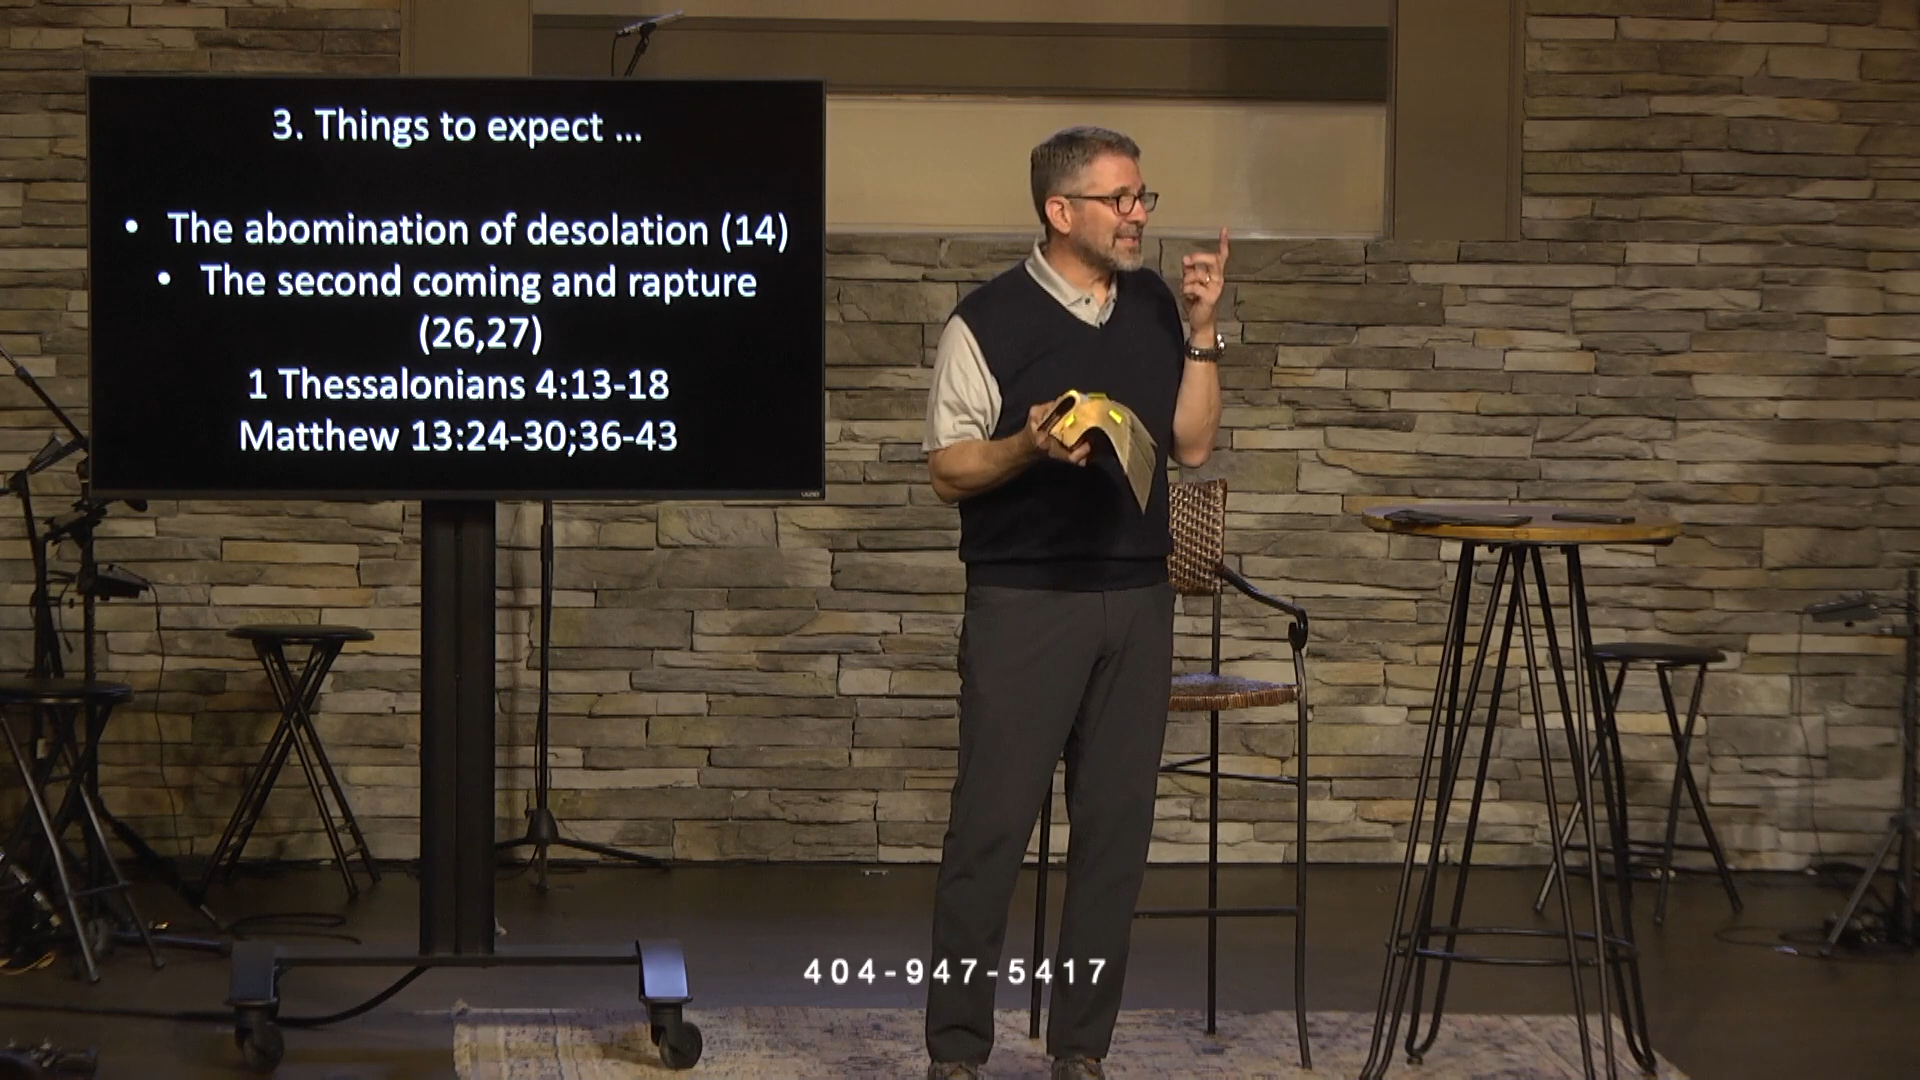 3. Things to expect ...
• The abomination of desolation (14)
• The second coming and rapture
(26,27)
1 Thessalonians 4:13-18
Matthew 13:24-30;36-43
VIZIO
404-947-5417